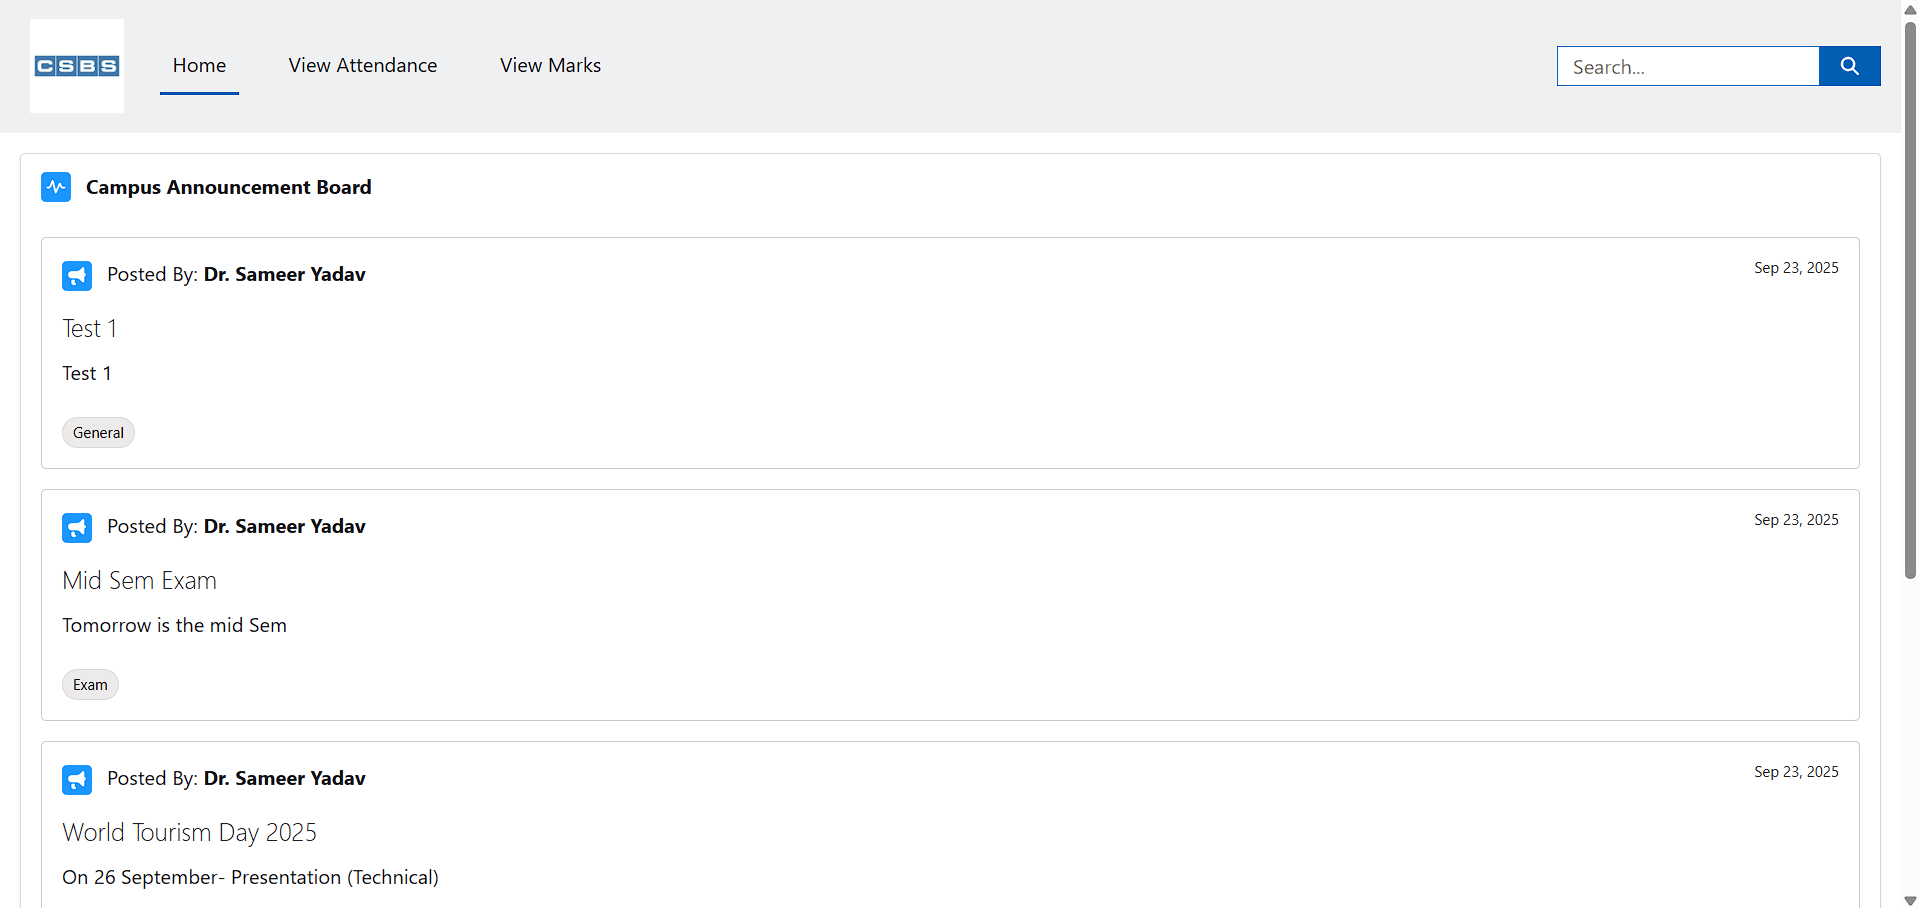 CSBS
Home
View Attendance
View Marks
Search...
Campus Announcement Board
Posted By: Dr. Sameer Yadav
Sep 23, 2025
Test 1
Test 1
General
Posted By: Dr. Sameer Yadav
Sep 23, 2025
Mid Sem Exam
Tomorrow is the mid Sem
Exam
Posted By: Dr. Sameer Yadav
Sep 23, 2025
World Tourism Day 2025
On 26 September- Presentation (Technical)